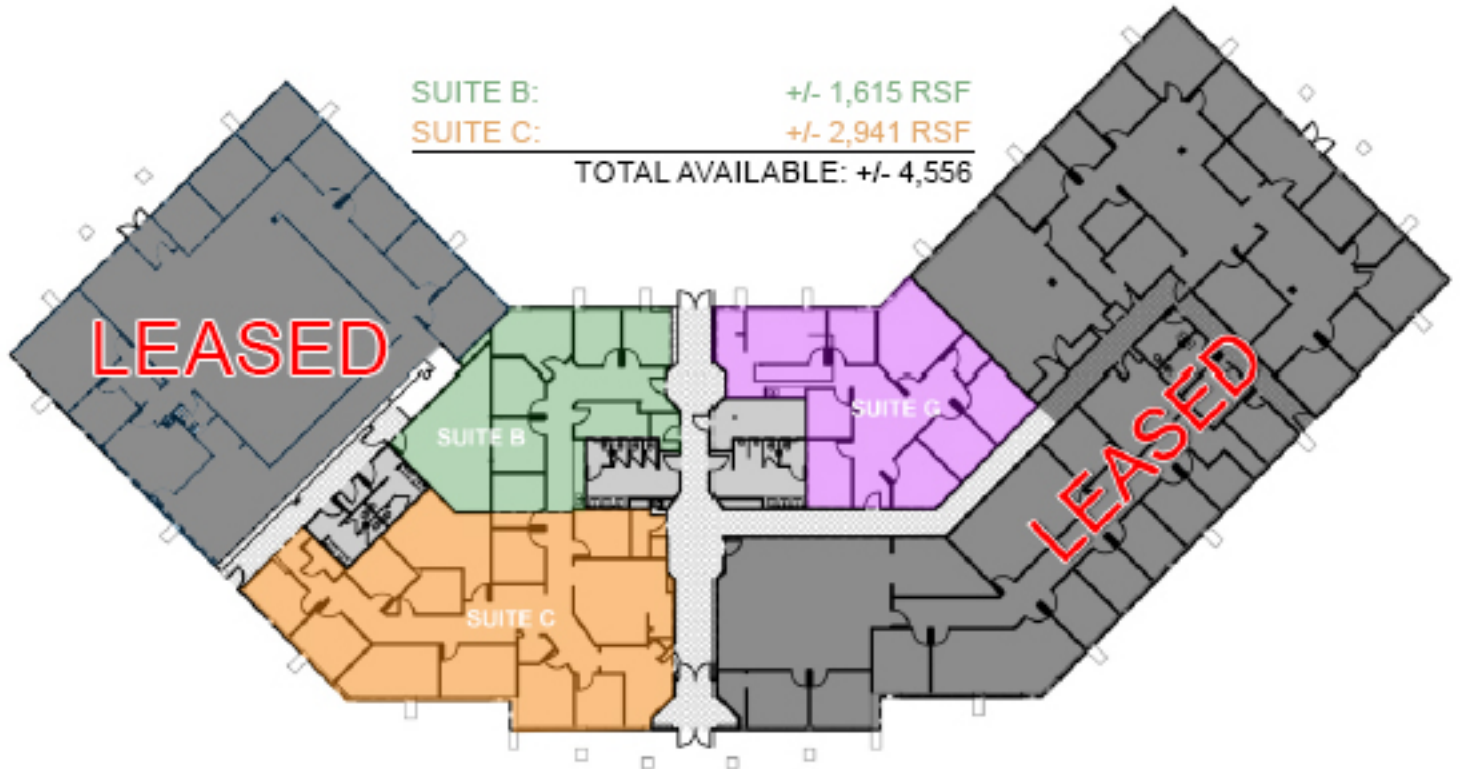 SUITE B: +/- 1,615 RSF
SUITE C: +/- 2,941 RSF
TOTAL AVAILABLE: +/- 4,556
LEASED
SUITE B
SUITE G
LEASED
SUITE C